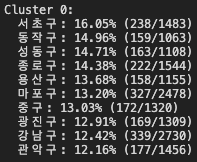 Cluster 0:
서초구: 16.05% (238/1483)
동작구: 14.96% (159/1063)
성동구: 14.71% (163/1108)
종로구: 14.38% (222/1544)
용산구: 13.68% (158/1155)
마포구: 13.20% (327/2478)
중구: 13.03% (172/1320)
광진구: 12.91% (169/1309)
강남구: 12.42% (339/2730)
관악구: 12.16% (177/1456)